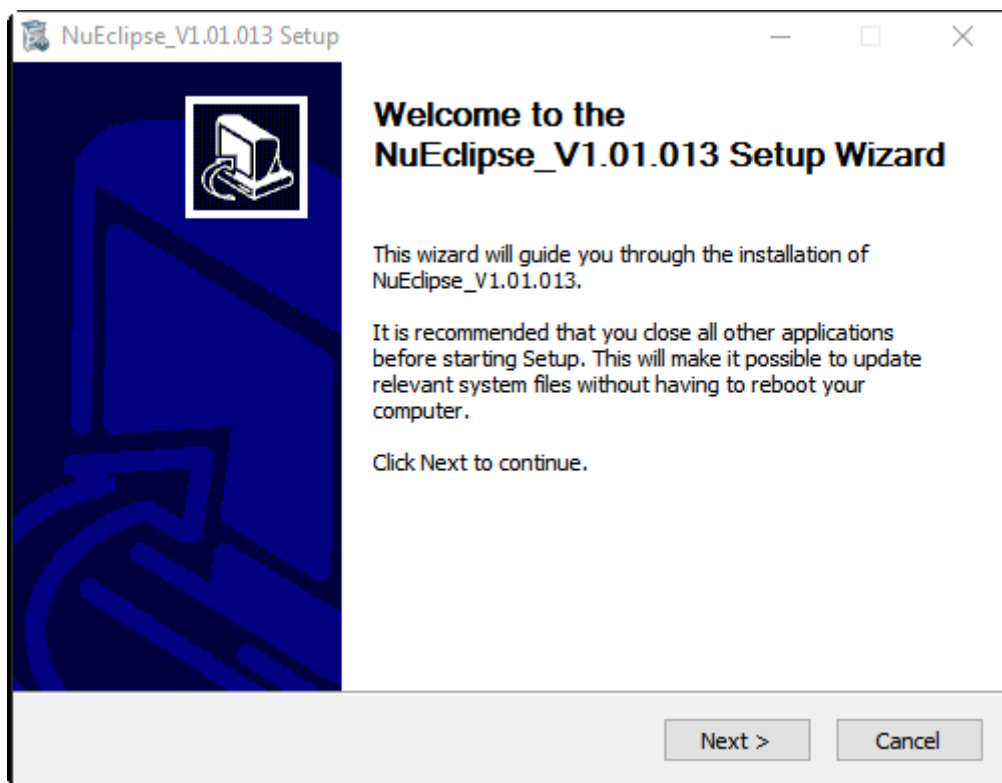 NuEclipse_V1.01.013 Setup
Welcome to the
NuEclipse_V1.01.013 Setup Wizard
This wizard will guide you through the installation of
NuEclipse_V1.01.013.
It is recommended that you close all other applications
before starting Setup. This will make it possible to update
relevant system files without having to reboot your
computer.
Click Next to continue.
Next >
Cancel